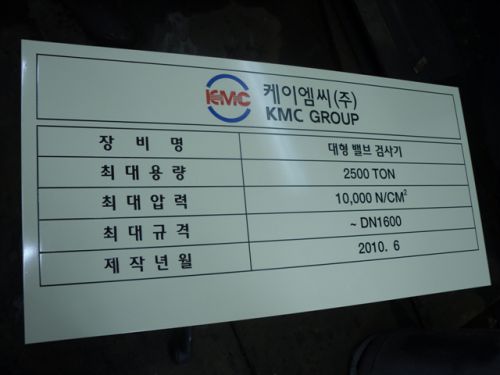 KMC 케이엠씨(주)
KMC GROUP
장 비 명 대형 밸브 검사기
최 대 용 량 2500 TON
최 대 압 력 10,000 N/CM²
최 대 규 격 ~ DN1600
제 작 년 월 2010. 6